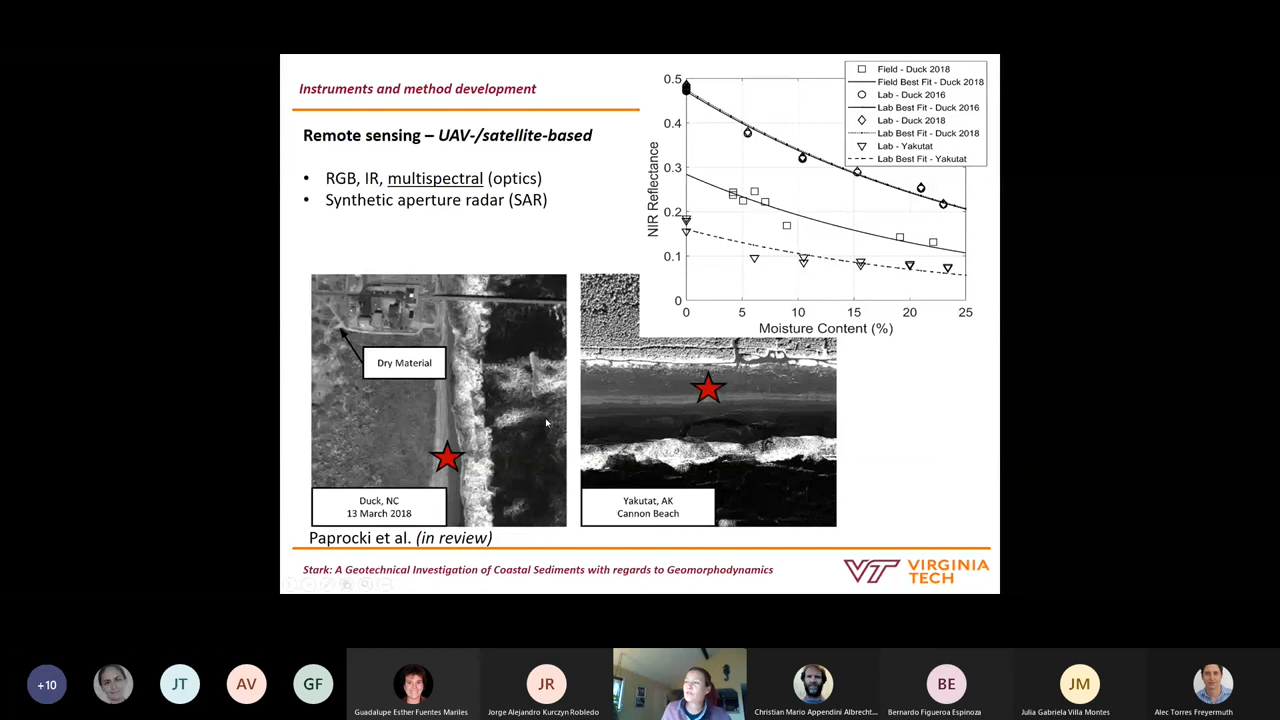 Instruments and method development
Remote sensing – UAV-/satellite-based
• RGB, IR, multispectral (optics)
• Synthetic aperture radar (SAR)
Field - Duck 2018
Field Best Fit - Duck 2018
Lab - Duck 2016
Lab Best Fit - Duck 2016
Lab - Duck 2018
Lab Best Fit - Duck 2018
Lab - Yakutat
Lab Best Fit - Yakutat
NIR Reflectance
0.5
0.4
0.3
0.2
0.1
0
0 5 10 15 20 25
Moisture Content (%)
Dry Material
Duck, NC
13 March 2018
Yakutat, AK
Cannon Beach
Paprocki et al. (in review)
Stark: A Geotechnical Investigation of Coastal Sediments with regards to Geomorphodynamics
VT VIRGINIA
TECH
+10
JT
AV
GF
Guadalupe Esther Fuentes Mariles
JR
Jorge Alejandro Kurczyn Robledo
Christian Mario Appendini Albrecht...
BE
Bernardo Figueroa Espinoza
JM
Julia Gabriela Villa Montes
Alec Torres Freyermuth